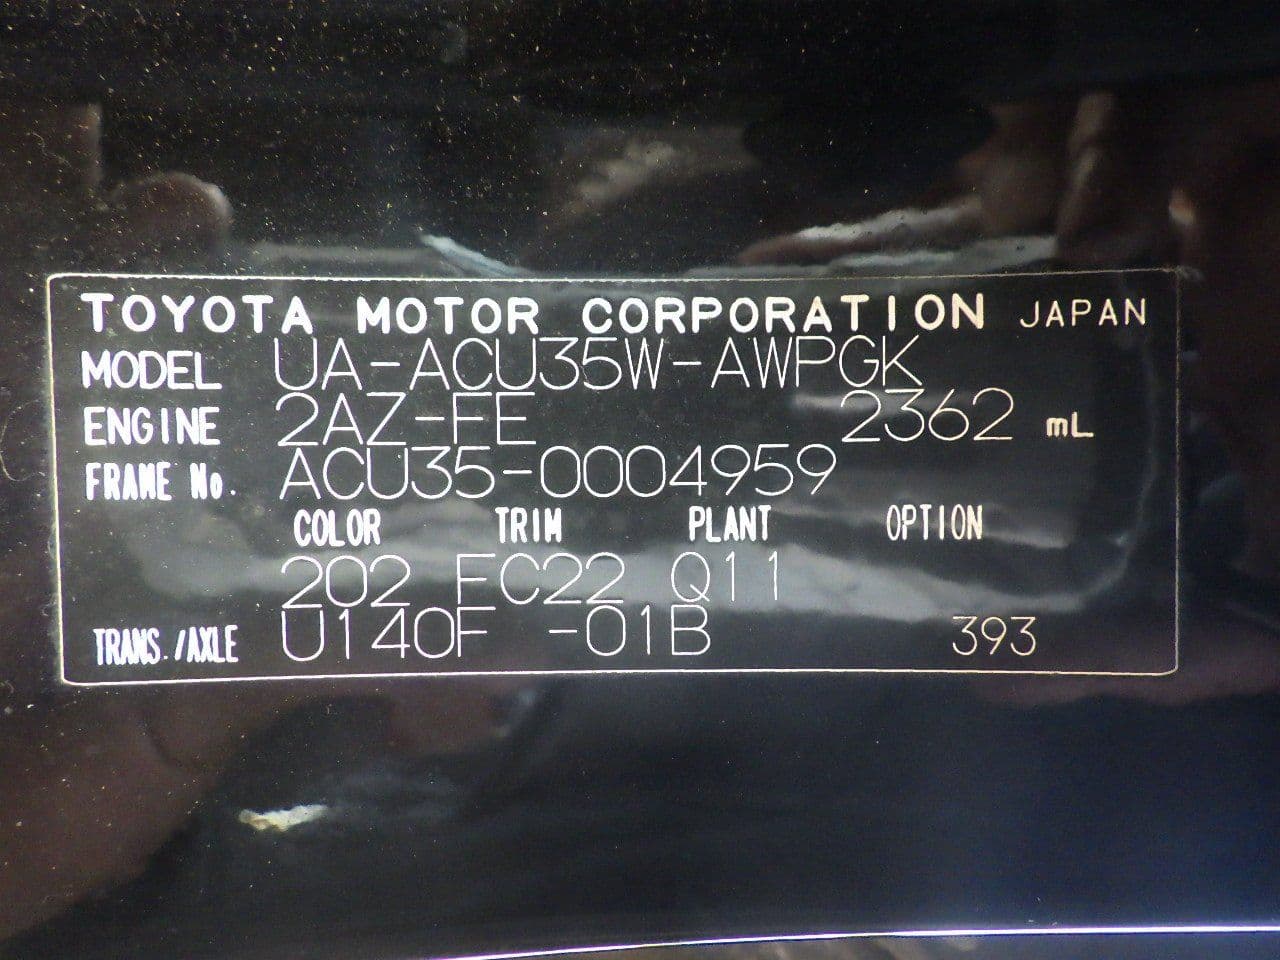 TOYOTA MOTOR CORPORATION JAPAN
MODEL UA-ACU35W-AWPGK
ENGINE 2AZ-FE 2362 mL
FRAME No. ACU35-0004959
COLOR TRIM PLANT OPTION
202 FC22 Q11
TRANS./AXLE U140F -01B 393